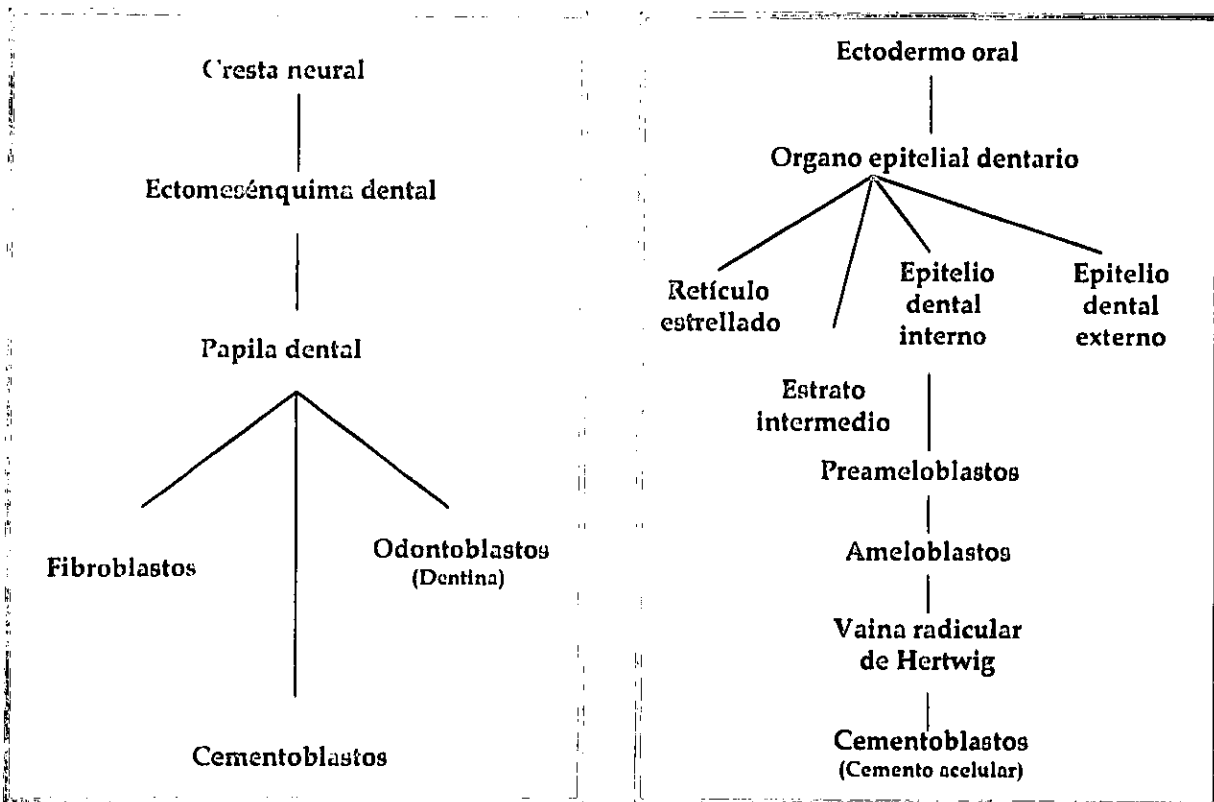 Cresta neural
Ectomesénquima dental
Papila dental
Fibroblastos
Odontoblastos
(Dentina)
Cementoblastos
Ectodermo oral
Organo epitelial dentario
Retículo
estrellado
Epitelio
dental
interno
Epitelio
dental
externo
Estrato
intermedio
Preameloblastos
Ameloblastos
Vaina radicular
de Hertwig
Cementoblastos
(Cemento acelular)